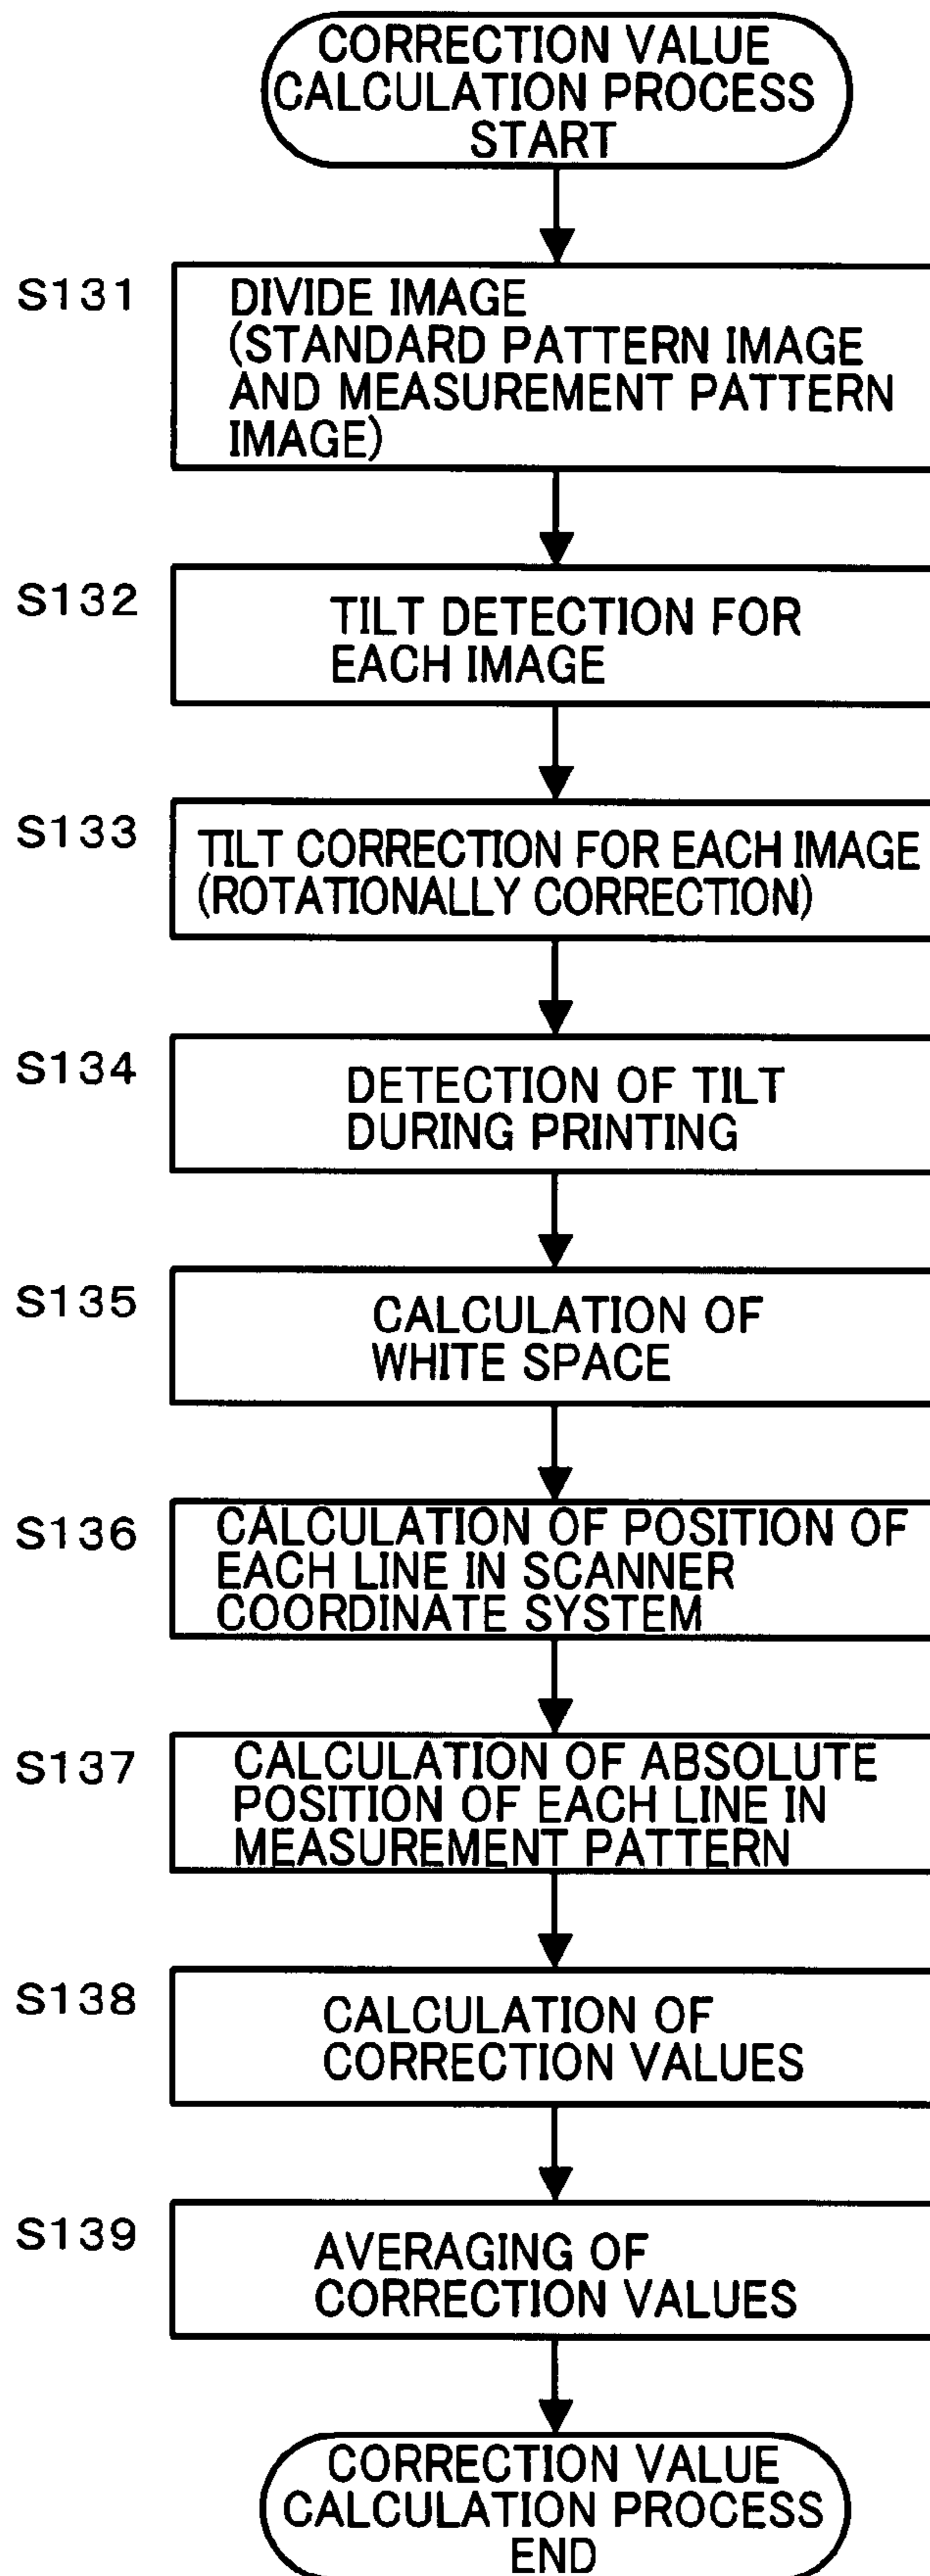 CORRECTION VALUE
CALCULATION PROCESS
START
S131
DIVIDE IMAGE
(STANDARD PATTERN IMAGE
AND MEASUREMENT PATTERN
IMAGE)
S132
TILT DETECTION FOR
EACH IMAGE
S133
TILT CORRECTION FOR EACH IMAGE
(ROTATIONALLY CORRECTION)
S134
DETECTION OF TILT
DURING PRINTING
S135
CALCULATION OF
WHITE SPACE
S136
CALCULATION OF POSITION OF
EACH LINE IN SCANNER
COORDINATE SYSTEM
S137
CALCULATION OF ABSOLUTE
POSITION OF EACH LINE IN
MEASUREMENT PATTERN
S138
CALCULATION OF
CORRECTION VALUES
S139
AVERAGING OF
CORRECTION VALUES
CORRECTION VALUE
CALCULATION PROCESS
END